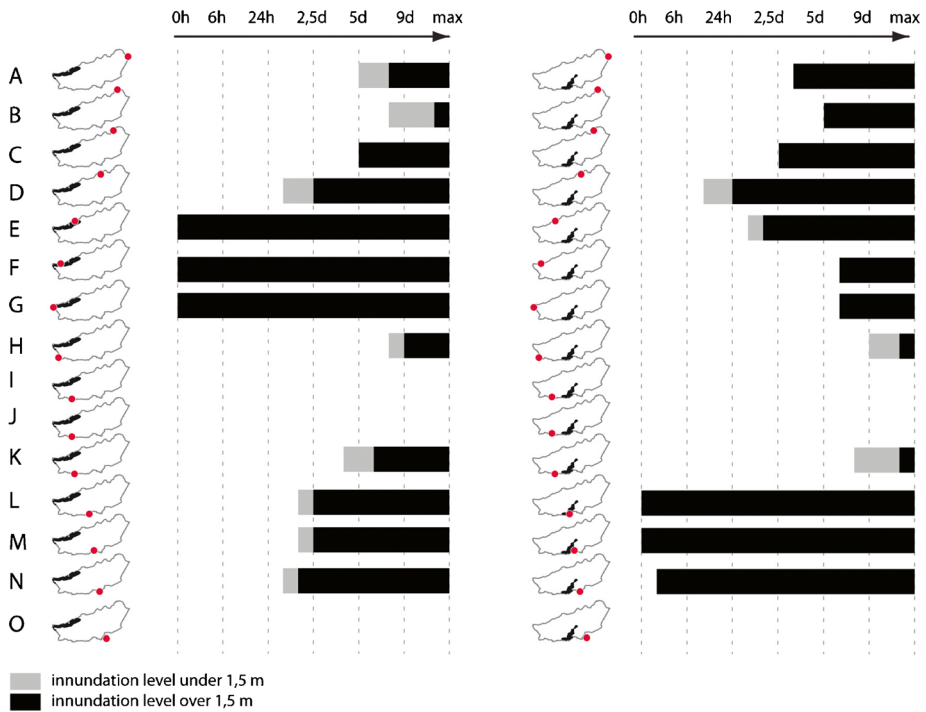 0h 6h 24h 2,5d 5d 9d max 0h 6h 24h 2,5d 5d 9d max
A
B
C
D
E
F
G
H
I
J
K
L
M
N
O
innundation level under 1,5 m
innundation level over 1,5 m